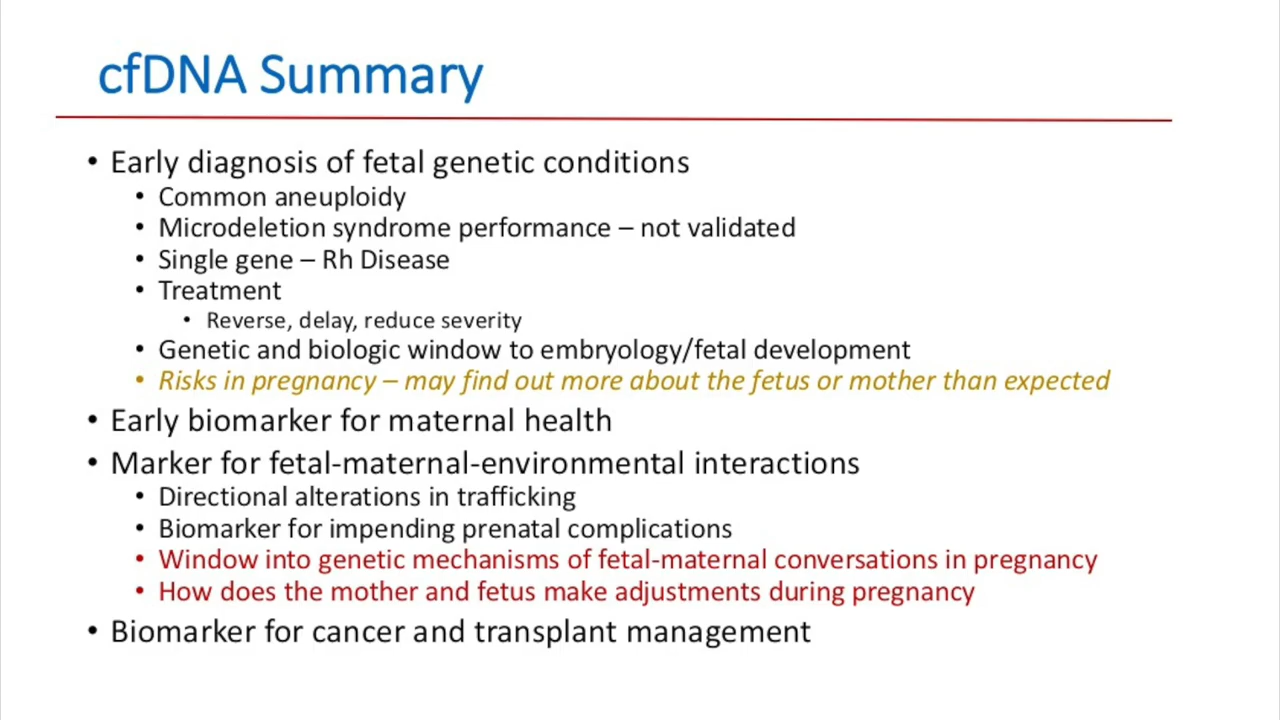 cfDNA Summary
• Early diagnosis of fetal genetic conditions
• Common aneuploidy
• Microdeletion syndrome performance – not validated
• Single gene – Rh Disease
• Treatment
• Reverse, delay, reduce severity
• Genetic and biologic window to embryology/fetal development
• Risks in pregnancy – may find out more about the fetus or mother than expected
• Early biomarker for maternal health
• Marker for fetal-maternal-environmental interactions
• Directional alterations in trafficking
• Biomarker for impending prenatal complications
• Window into genetic mechanisms of fetal-maternal conversations in pregnancy
• How does the mother and fetus make adjustments during pregnancy
• Biomarker for cancer and transplant management